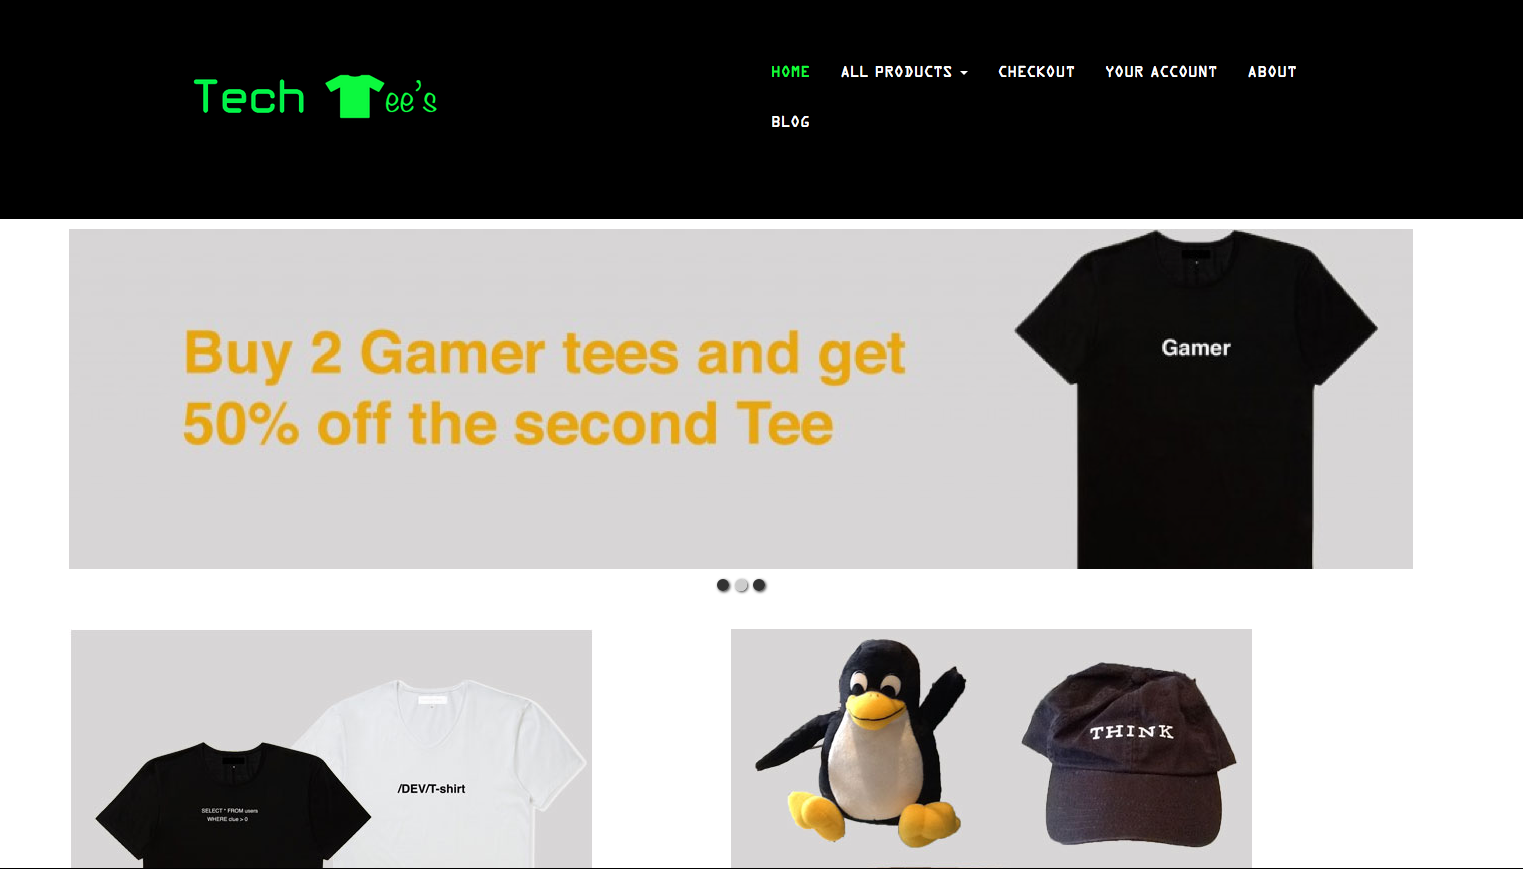 Tech Tee's
HOME ALL PRODUCTS CHECKOUT YOUR ACCOUNT ABOUT
BLOG
Buy 2 Gamer tees and get
50% off the second Tee
Gamer
/DEV/T-shirt
SELECT * FROM users
WHERE clue > 0
THINK